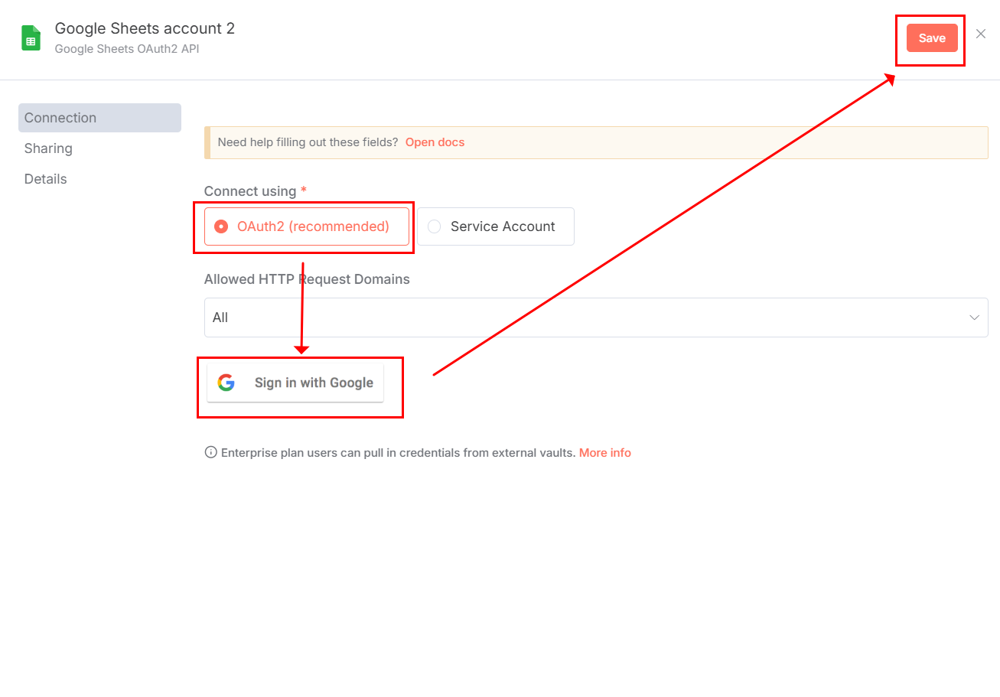 Google Sheets account 2
Google Sheets OAuth2 API
Save
Connection
Sharing
Details
Need help filling out these fields? Open docs
Connect using *
OAuth2 (recommended)
Service Account
Allowed HTTP Request Domains
All
Sign in with Google
Enterprise plan users can pull in credentials from external vaults. More info